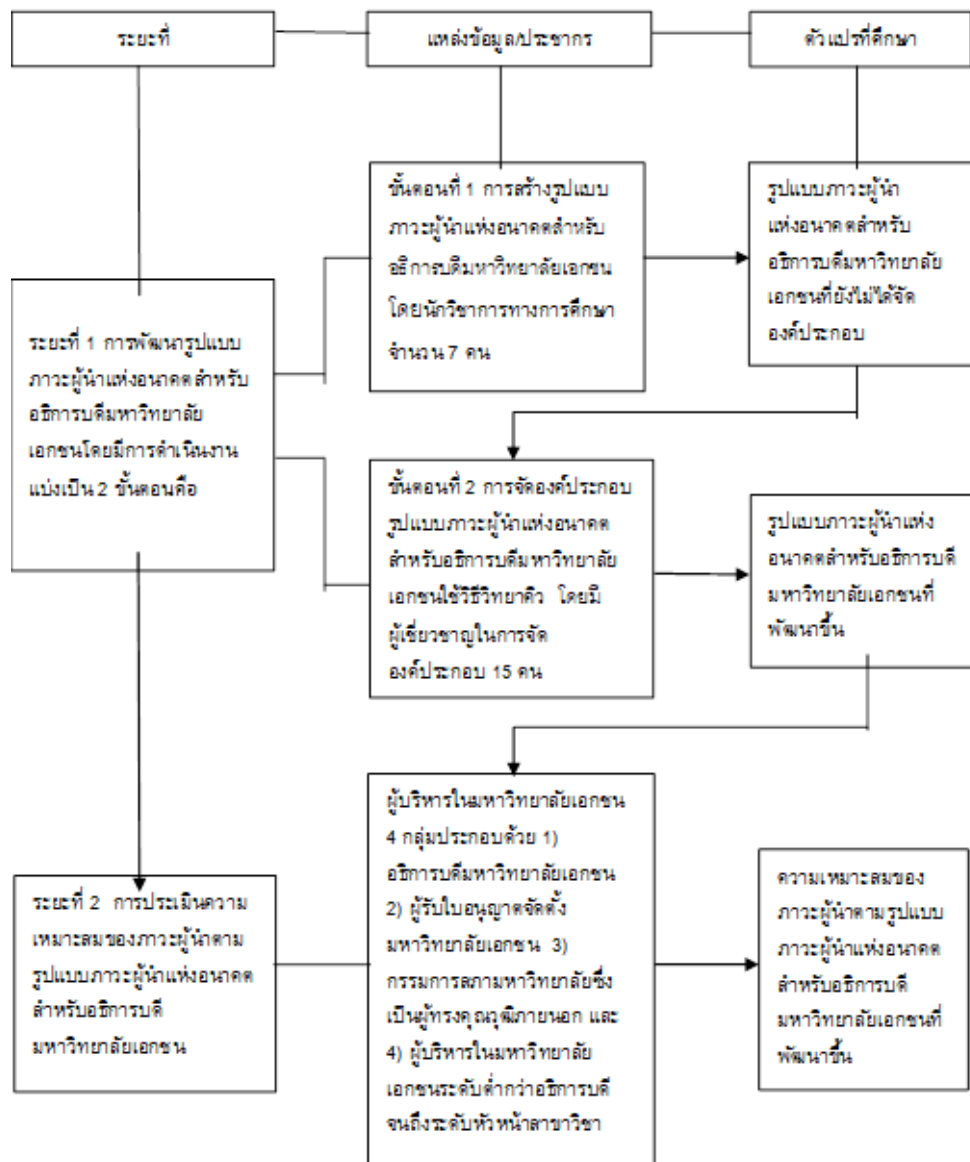 ระยะที่
แหล่งข้อมูล/ประชากร
ตัวแปรที่ศึกษา
ขั้นตอนที่ 1 การสร้างรูปแบบ
ภาวะผู้นำแห่งอนาคตสำหรับ
อธิการบดีมหาวิทยาลัยเอกชน
โดยนักวิชาการทางการศึกษา
จำนวน 7 คน
รูปแบบภาวะผู้นำ
แห่งอนาคตสำหรับ
อธิการบดีมหาวิทยาลัย
เอกชนที่ยังไม่ได้จัด
องค์ประกอบ
ระยะที่ 1 การพัฒนารูปแบบ
ภาวะผู้นำแห่งอนาคตสำหรับ
อธิการบดีมหาวิทยาลัย
เอกชนโดยมีการดำเนินงาน
แบ่งเป็น 2 ขั้นตอนคือ
ขั้นตอนที่ 2 การจัดองค์ประกอบ
รูปแบบภาวะผู้นำแห่งอนาคต
สำหรับอธิการบดีมหาวิทยาลัย
เอกชนใช้วิธีวิทยาคิว โดยมี
ผู้เชี่ยวชาญในการจัด
องค์ประกอบ 15 คน
รูปแบบภาวะผู้นำแห่ง
อนาคตสำหรับอธิการบดี
มหาวิทยาลัยเอกชนที่
พัฒนาขึ้น
ระยะที่ 2 การประเมินความ
เหมาะสมของภาวะผู้นำตาม
รูปแบบภาวะผู้นำแห่งอนาคต
สำหรับอธิการบดี
มหาวิทยาลัยเอกชน
ผู้บริหารในมหาวิทยาลัยเอกชน
4 กลุ่มประกอบด้วย 1)
อธิการบดีมหาวิทยาลัยเอกชน
2) ผู้รับใบอนุญาตจัดตั้ง
มหาวิทยาลัยเอกชน 3)
กรรมการสภามหาวิทยาลัยซึ่ง
เป็นผู้ทรงคุณวุฒิภายนอก และ
4) ผู้บริหารในมหาวิทยาลัย
เอกชนระดับต่ำกว่าอธิการบดี
จนถึงระดับหัวหน้าสาขาวิชา
ความเหมาะสมของ
ภาวะผู้นำตามรูปแบบ
ภาวะผู้นำแห่งอนาคต
สำหรับอธิการบดี
มหาวิทยาลัยเอกชนที่
พัฒนาขึ้น